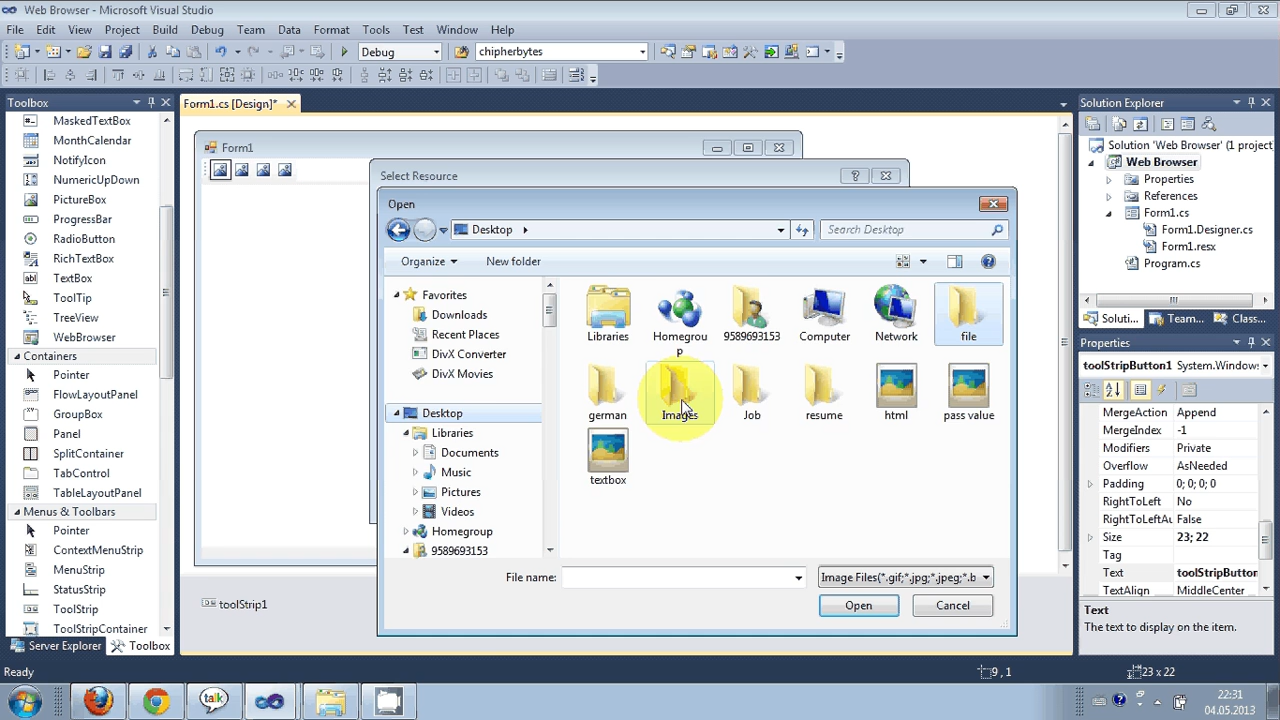 Web Browser - Microsoft Visual Studio
File Edit View Project Build Debug Team Data Format Tools Test Window Help
Debug chipherbytes
Toolbox
MaskedTextBox
MonthCalendar
NotifyIcon
NumericUpDown
PictureBox
ProgressBar
RadioButton
RichTextBox
TextBox
ToolTip
TreeView
WebBrowser
Containers
Pointer
FlowLayoutPanel
GroupBox
Panel
SplitContainer
TabControl
TableLayoutPanel
Menus & Toolbars
Pointer
ContextMenuStrip
MenuStrip
StatusStrip
ToolStrip
ToolStripContainer
Server Explorer Toolbox
Form1.cs [Design]*
Form1
Select Resource
Open
Desktop
Search Desktop
Organize New folder
Favorites
Downloads
Recent Places
DivX Converter
DivX Movies
Desktop
Libraries
Documents
Music
Pictures
Videos
Homegroup
9589693153
Libraries
Homegroup
p
9589693153
Computer
Network
file
german
Images
Job
resume
html
pass value
textbox
File name:
Image Files(*.gif;*.jpg;*.jpeg;*.b
Open Cancel
toolStrip1
Solution Explorer
Solution 'Web Browser' (1 project)
Web Browser
Properties
References
Form1.cs
Form1.Designer.cs
Form1.resx
Program.cs
Soluti... Team... Class...
Properties
toolStripButton1 System.Window:
MergeAction Append
MergeIndex -1
Modifiers Private
Overflow AsNeeded
Padding 0; 0; 0; 0
RightToLeft No
RightToLeftAu False
Size 23; 22
Tag
Text toolStripButton
TextAlign MiddleCenter
Text
The text to display on the item.
Ready
9 , 1
23 x 22
talk
22:31
04.05.2013